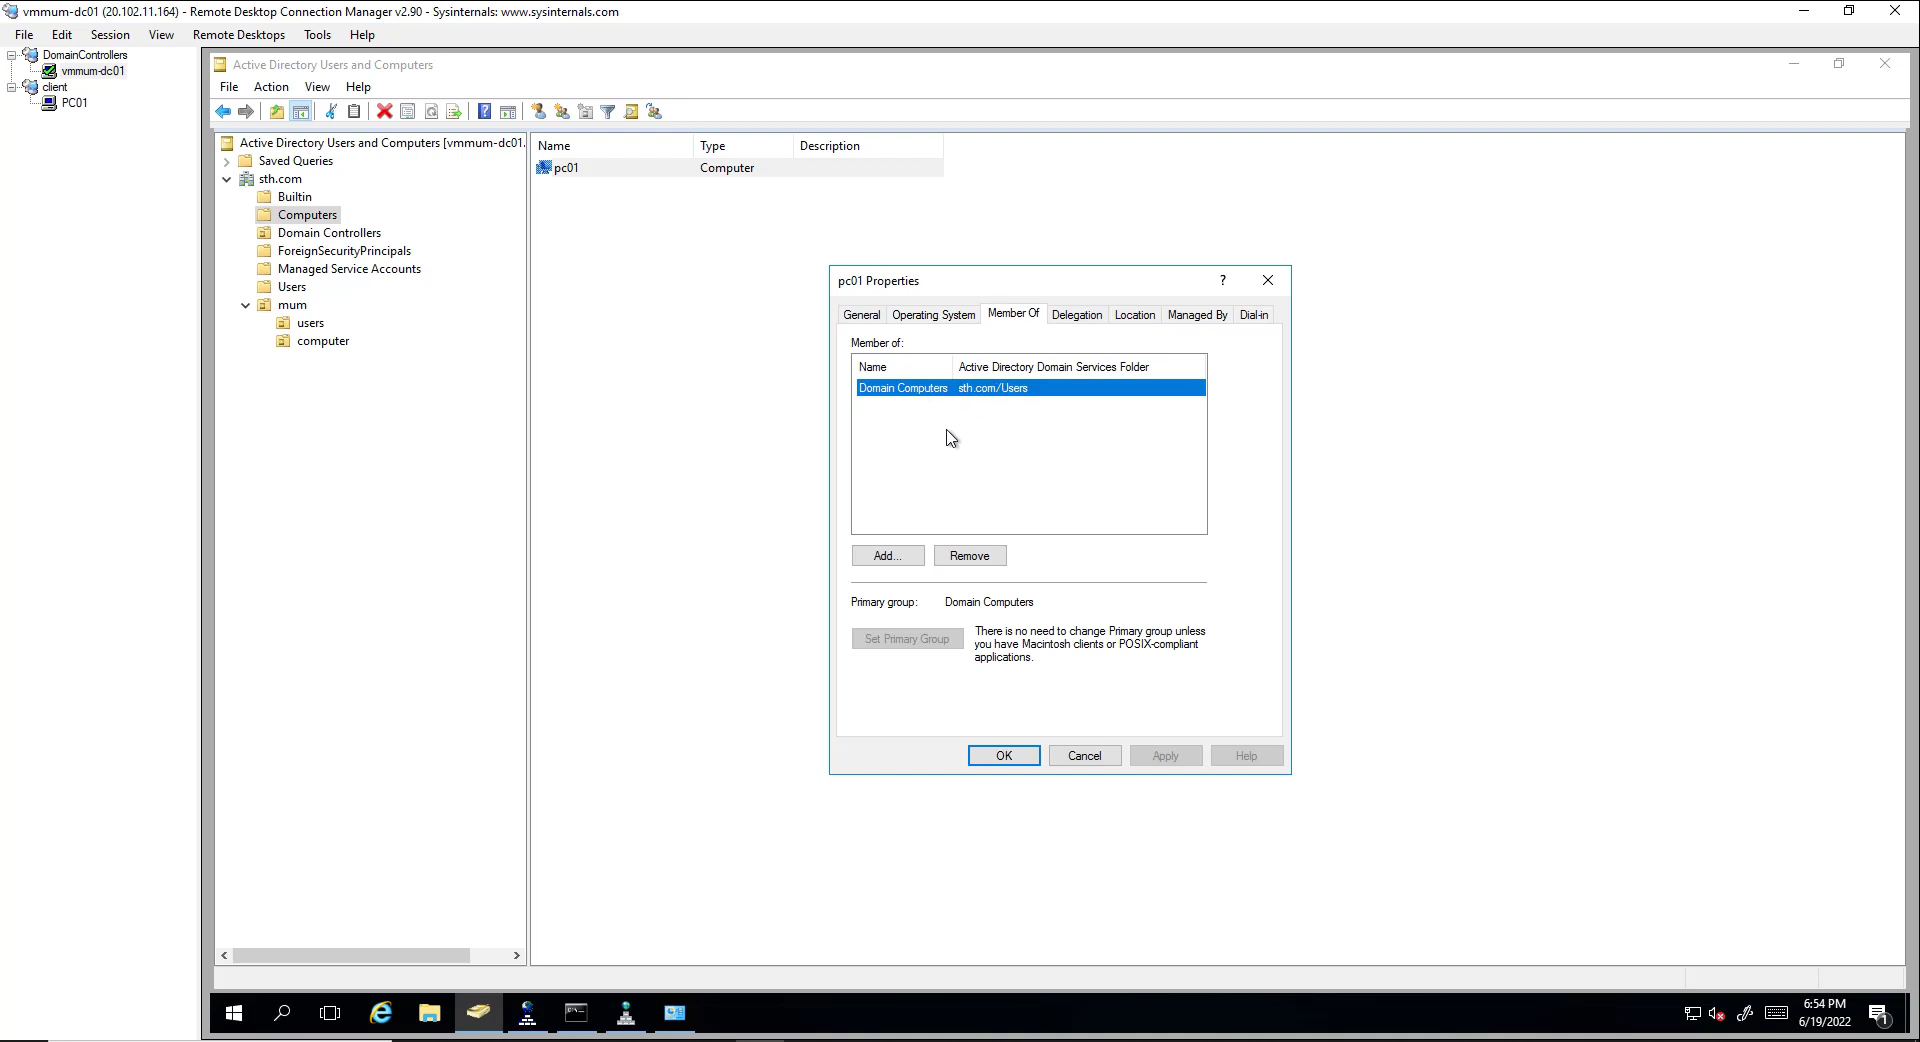 vmmum-dc01 (20.102.11.164) - Remote Desktop Connection Manager v2.90 - Sysinternals: www.sysinternals.com
File Edit Session View Remote Desktops Tools Help
DomainControllers
vmmum-dc01
client
PC01
Active Directory Users and Computers
File Action View Help
Active Directory Users and Computers [vmmum-dc01.
Saved Queries
sth.com
Builtin
Computers
Domain Controllers
ForeignSecurityPrincipals
Managed Service Accounts
Users
mum
users
computer
Name Type Description
pc01 Computer
pc01 Properties
General Operating System Member Of Delegation Location Managed By Dial-in
Member of:
Name Active Directory Domain Services Folder
Domain Computers sth.com/Users
Add... Remove
Primary group: Domain Computers
Set Primary Group
There is no need to change Primary group unless
you have Macintosh clients or POSIX-compliant
applications.
OK Cancel Apply Help
6:54 PM
6/19/2022
1